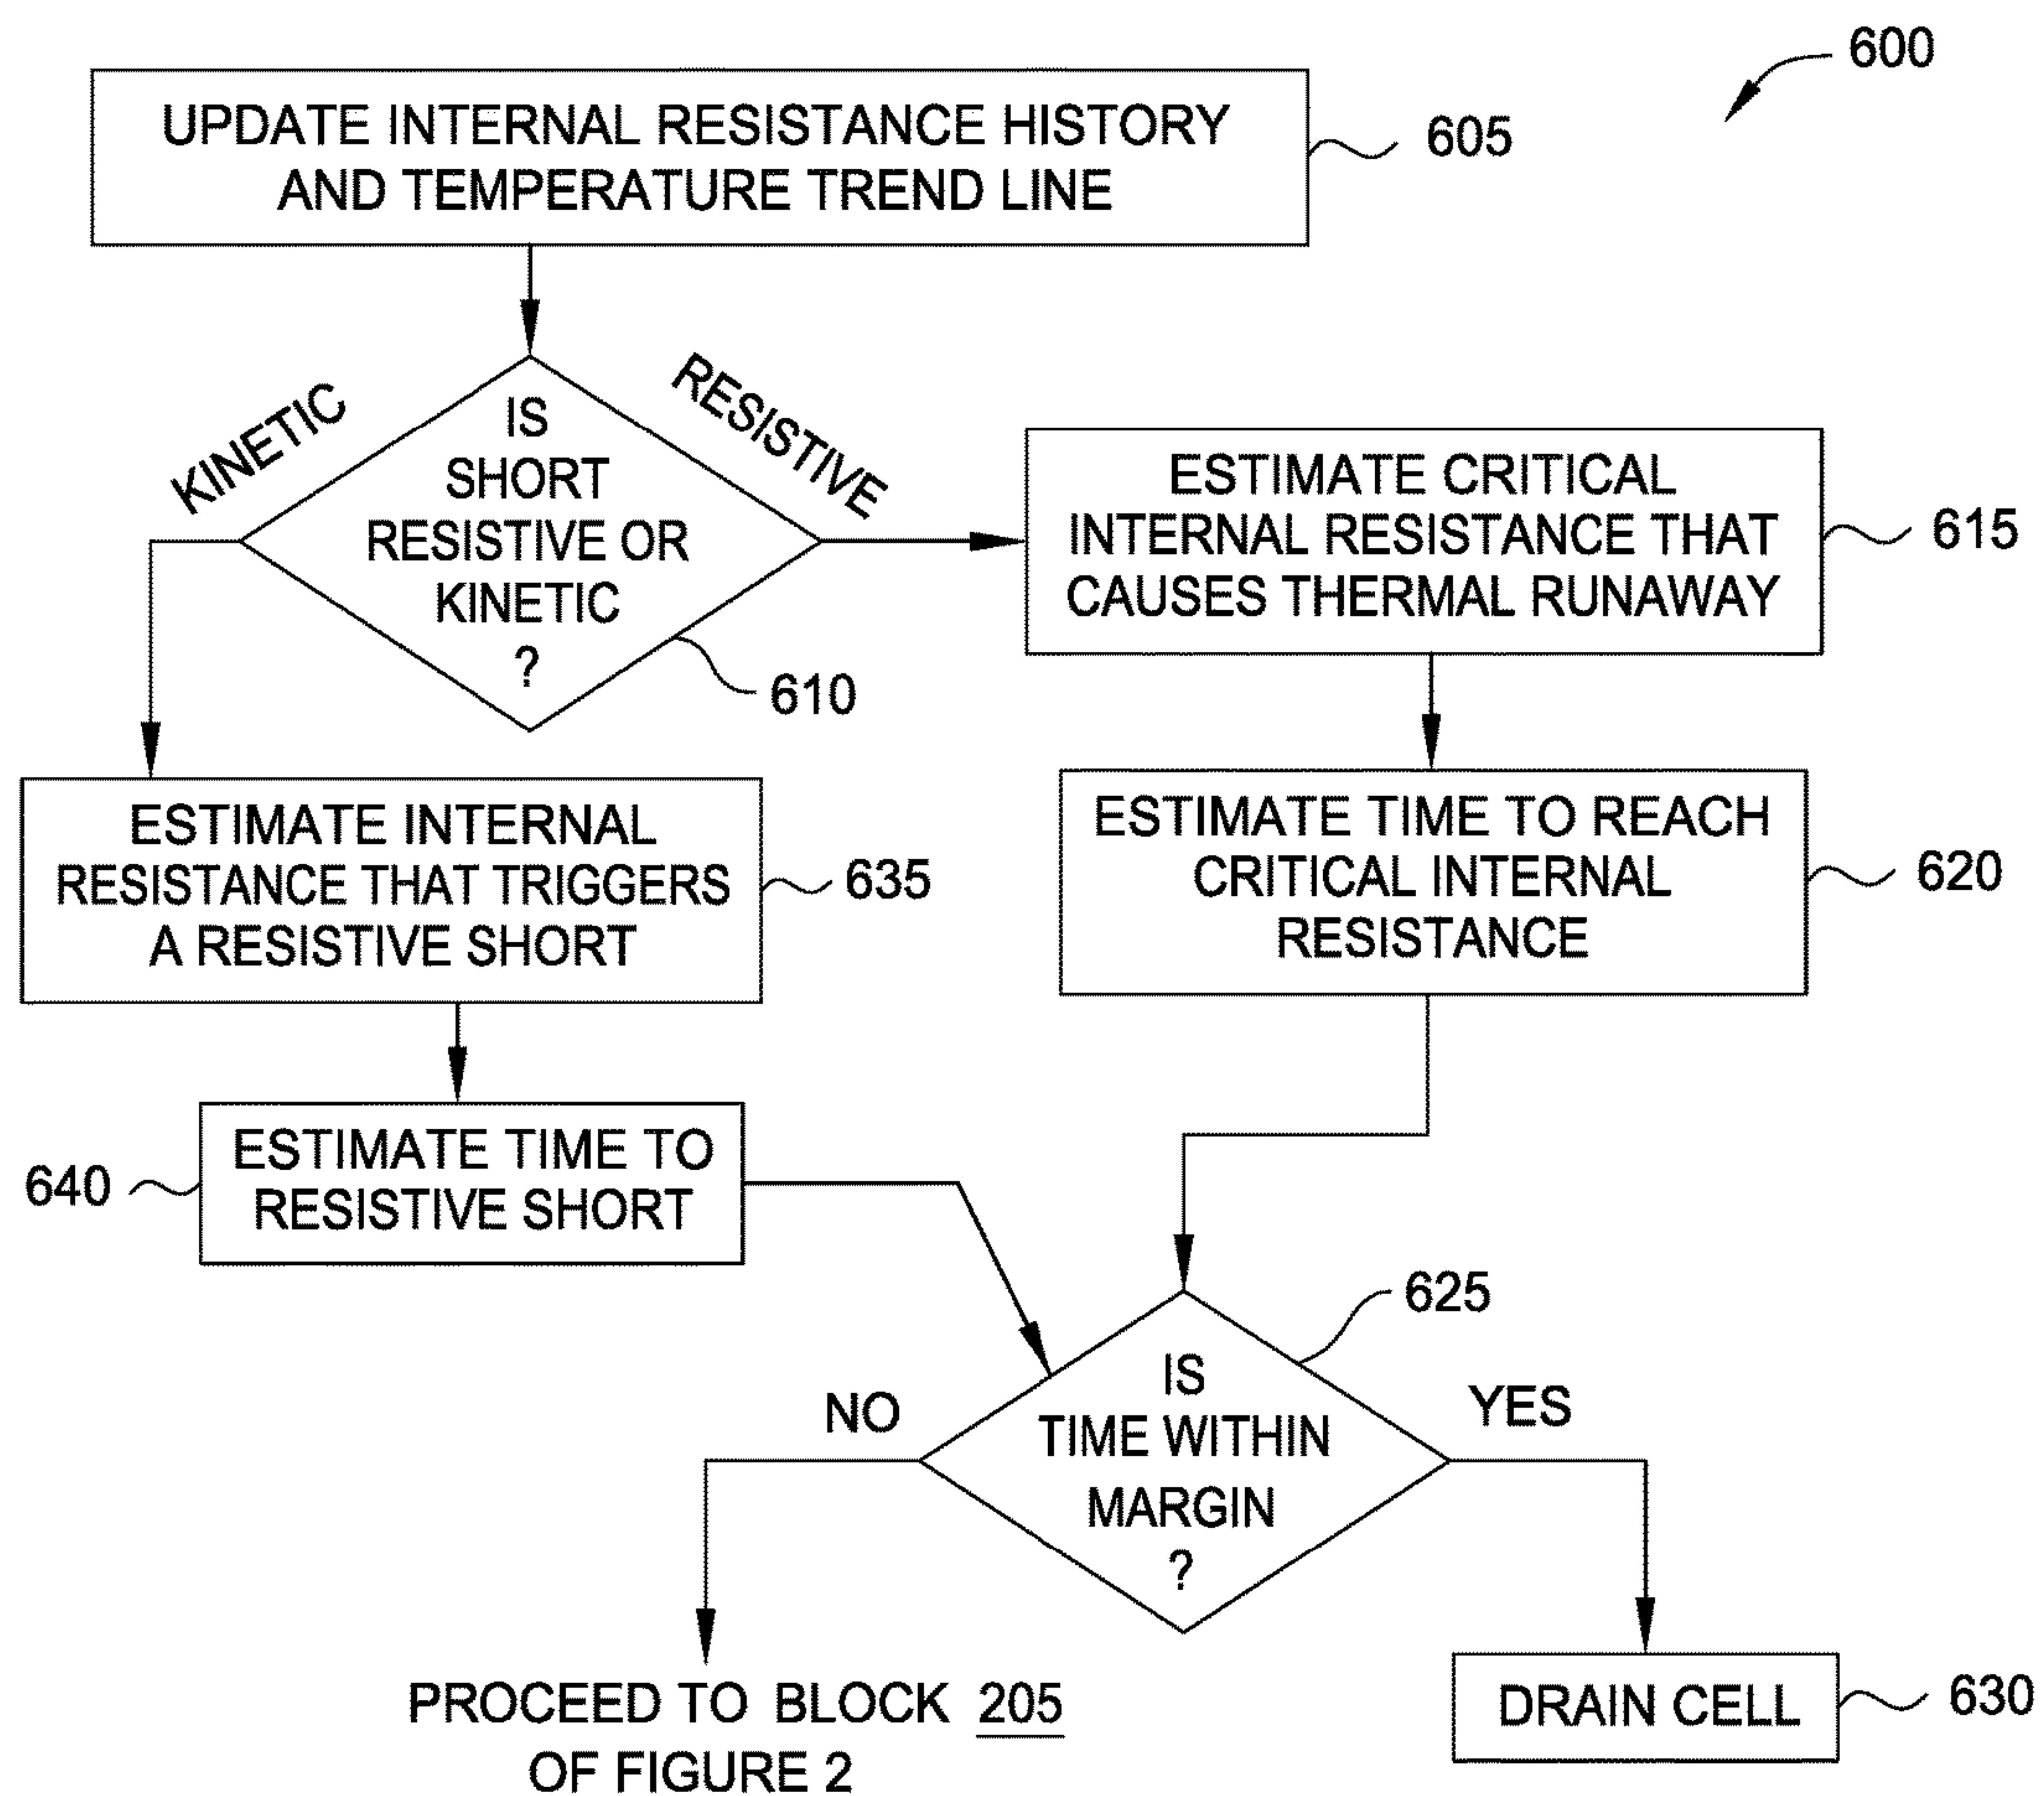 600
UPDATE INTERNAL RESISTANCE HISTORY
AND TEMPERATURE TREND LINE
605
KINETIC
RESISTIVE
IS
SHORT
RESISTIVE OR
KINETIC
?
610
ESTIMATE CRITICAL
INTERNAL RESISTANCE THAT
CAUSES THERMAL RUNAWAY
615
ESTIMATE INTERNAL
RESISTANCE THAT TRIGGERS
A RESISTIVE SHORT
635
ESTIMATE TIME TO REACH
CRITICAL INTERNAL
RESISTANCE
620
640
ESTIMATE TIME TO
RESISTIVE SHORT
625
IS
TIME WITHIN
MARGIN
?
NO
YES
PROCEED TO BLOCK 205
OF FIGURE 2
DRAIN CELL
630